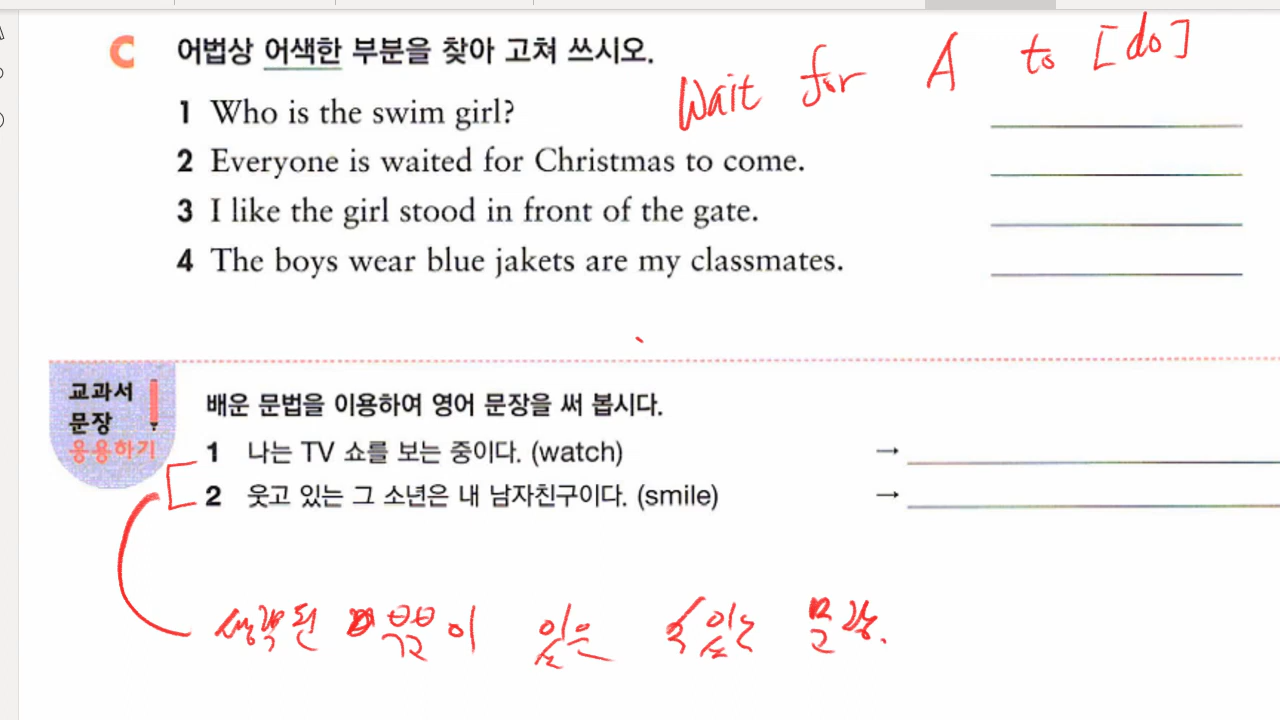 C 어법상 어색한 부분을 찾아 고쳐 쓰시오.
Wait for A to [do]
1 Who is the swim girl?
2 Everyone is waited for Christmas to come.
3 I like the girl stood in front of the gate.
4 The boys wear blue jakets are my classmates.
교과서
문장
응용하기
배운 문법을 이용하여 영어 문장을 써 봅시다.
1 나는 TV 쇼를 보는 중이다. (watch) →
2 웃고 있는 그 소년은 내 남자친구이다. (smile) →
생략된 이